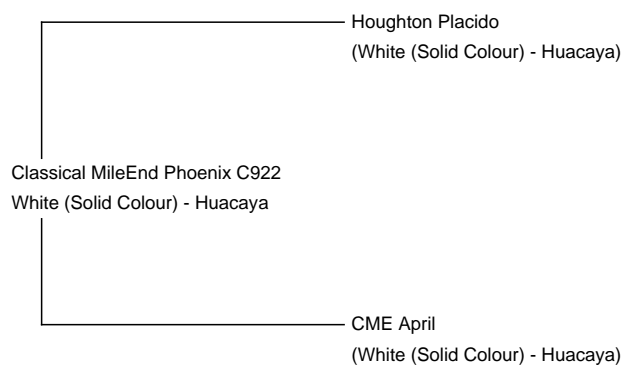 Houghton Placido
(White (Solid Colour) - Huacaya)
Classical MileEnd Phoenix C922
White (Solid Colour) - Huacaya
CME April
(White (Solid Colour) - Huacaya)